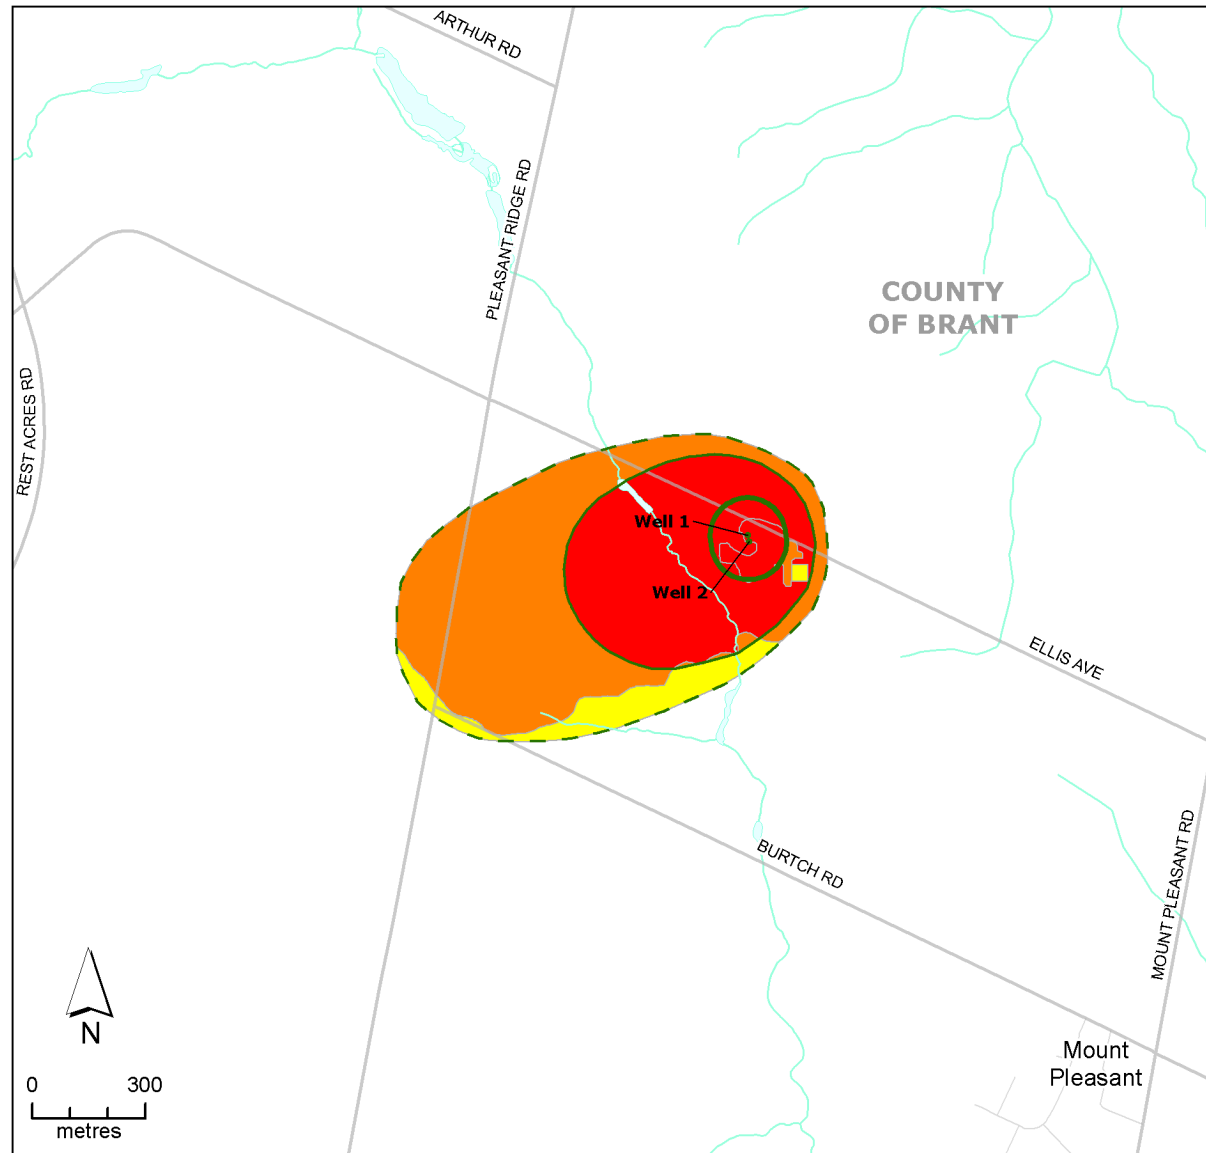 ARTHUR RD
PLEASANT RIDGE RD
COUNTY
OF BRANT
REST ACRES RD
Well 1
Well 2
ELLIS AVE
BURTCH RD
MOUNT PLEASANT RD
N
Mount
Pleasant
0 300
metres